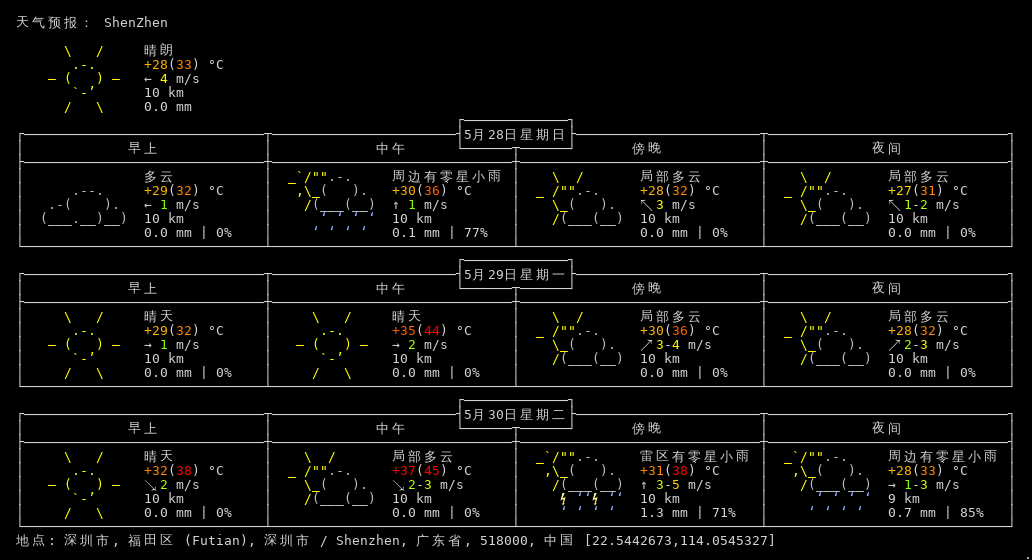 天气预报： ShenZhen
晴朗
+28(33) °C
← 4 m/s
10 km
0.0 mm
5月28日星期日
早上 中午 傍晚 夜间
多云 周边有零星小雨 局部多云 局部多云
+29(32) °C +30(36) °C +28(32) °C +27(31) °C
← 1 m/s ↑ 1 m/s ↖ 3 m/s ↖ 1-2 m/s
10 km 10 km 10 km 10 km
0.0 mm | 0% 0.1 mm | 77% 0.0 mm | 0% 0.0 mm | 0%
5月29日星期一
早上 中午 傍晚 夜间
晴天 晴天 局部多云 局部多云
+29(32) °C +35(44) °C +30(36) °C +28(32) °C
→ 1 m/s → 2 m/s ↗ 3-4 m/s ↗ 2-3 m/s
10 km 10 km 10 km 10 km
0.0 mm | 0% 0.0 mm | 0% 0.0 mm | 0% 0.0 mm | 0%
5月30日星期二
早上 中午 傍晚 夜间
晴天 局部多云 雷区有零星小雨 周边有零星小雨
+32(38) °C +37(45) °C +31(38) °C +28(33) °C
↘ 2 m/s ↘ 2-3 m/s ↑ 3-5 m/s → 1-3 m/s
10 km 10 km 10 km 9 km
0.0 mm | 0% 0.0 mm | 0% 1.3 mm | 71% 0.7 mm | 85%
地点: 深圳市, 福田区 (Futian), 深圳市 / Shenzhen, 广东省, 518000, 中国 [22.5442673,114.0545327]